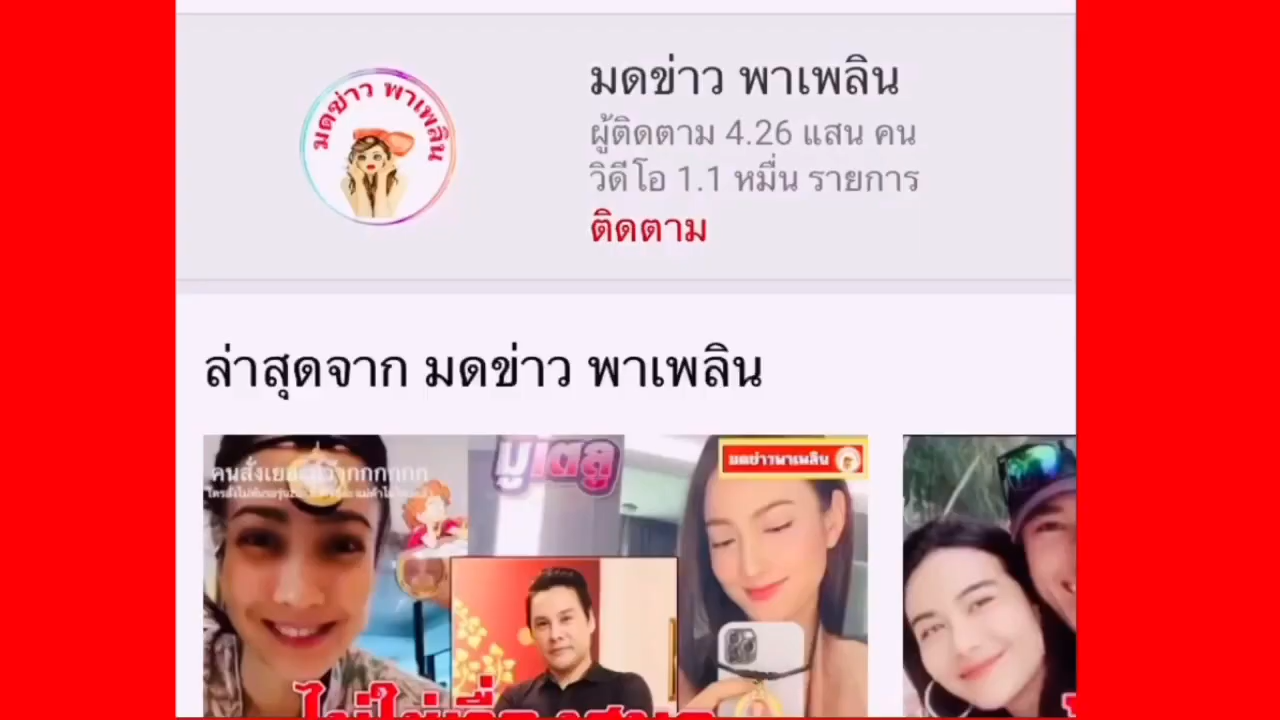 มดข่าว พาเพลิน
มดข่าว พาเพลิน
ผู้ติดตาม 4.26 แสน คน
วิดีโอ 1.1 หมื่น รายการ
ติดตาม
ล่าสุดจาก มดข่าว พาเพลิน
มูเตลู
มดข่าวพาเพลิน